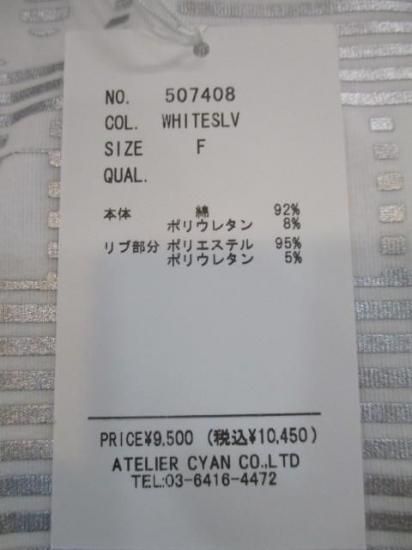 NO. 507408
COL. WHITESLV
SIZE F
QUAL.
本体 綿 92%
ポリウレタン 8%
リブ部分 ポリエステル 95%
ポリウレタン 5%
PRICE¥9,500 (税込¥10,450)
ATELIER CYAN CO.,LTD
TEL:03-6416-4472